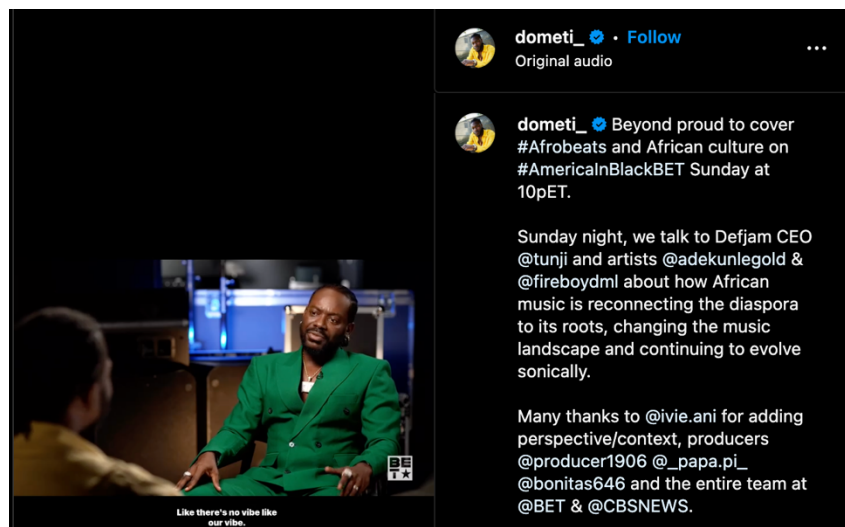 dometi_ • Follow
Original audio
dometi_ Beyond proud to cover
#Afrobeats and African culture on
#AmericaInBlackBET Sunday at
10pET.
Sunday night, we talk to Defjam CEO
@tunji and artists @adekunlegold &
@fireboydml about how African
music is reconnecting the diaspora
to its roots, changing the music
landscape and continuing to evolve
sonically.
Many thanks to @ivie.ani for adding
perspective/context, producers
@producer1906 @_papa.pi_
@bonitas646 and the entire team at
@BET & @CBSNEWS.
BET★
Like there's no vibe like
our vibe.